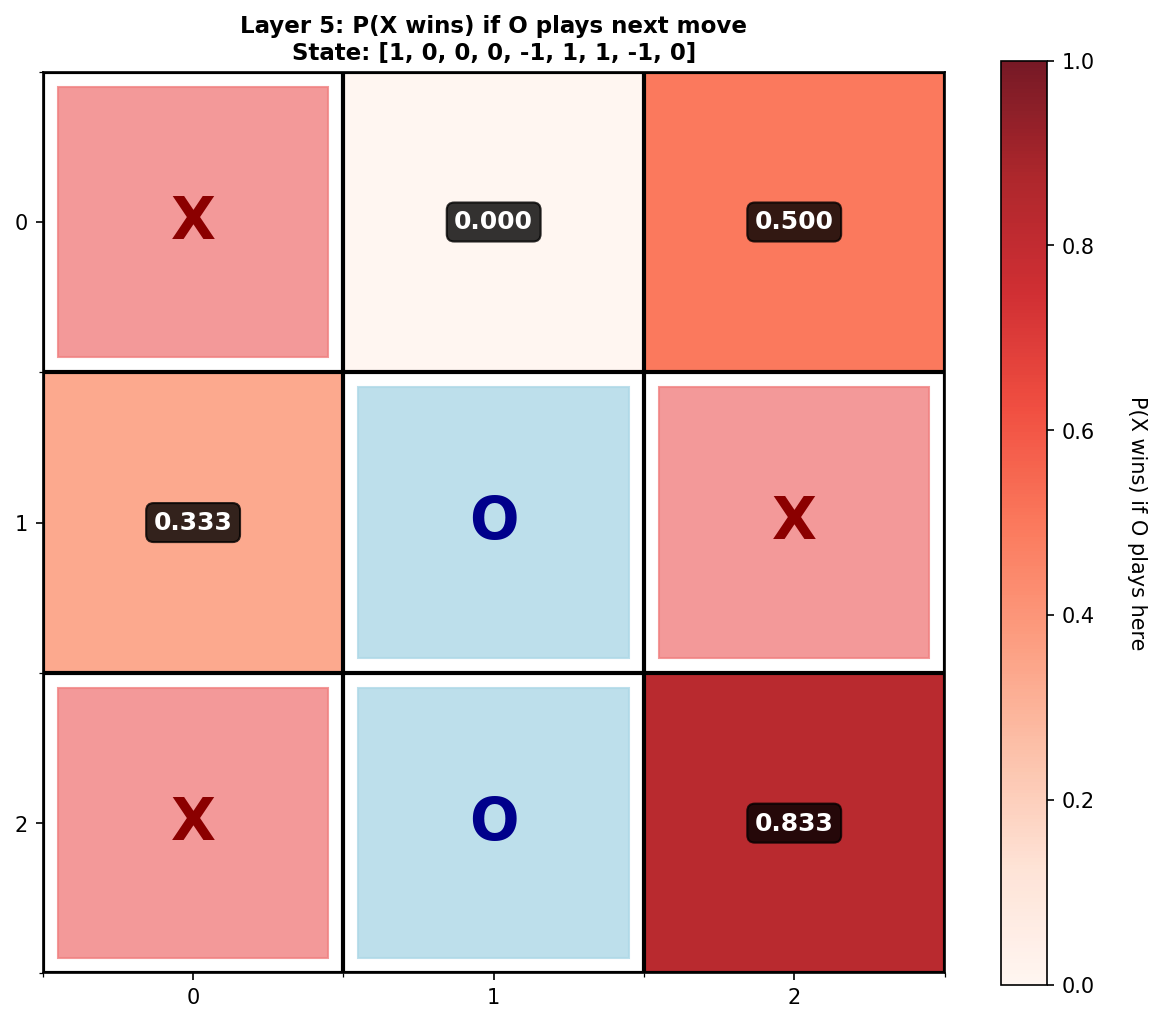 Layer 5: P(X wins) if O plays next move
State: [1, 0, 0, 0, -1, 1, 1, -1, 0]
X
0.000
0.500
0
0.333
O
X
1
X
O
0.833
2
0
1
2
1.0
0.8
0.6
0.4
0.2
0.0
P(X wins) if O plays here